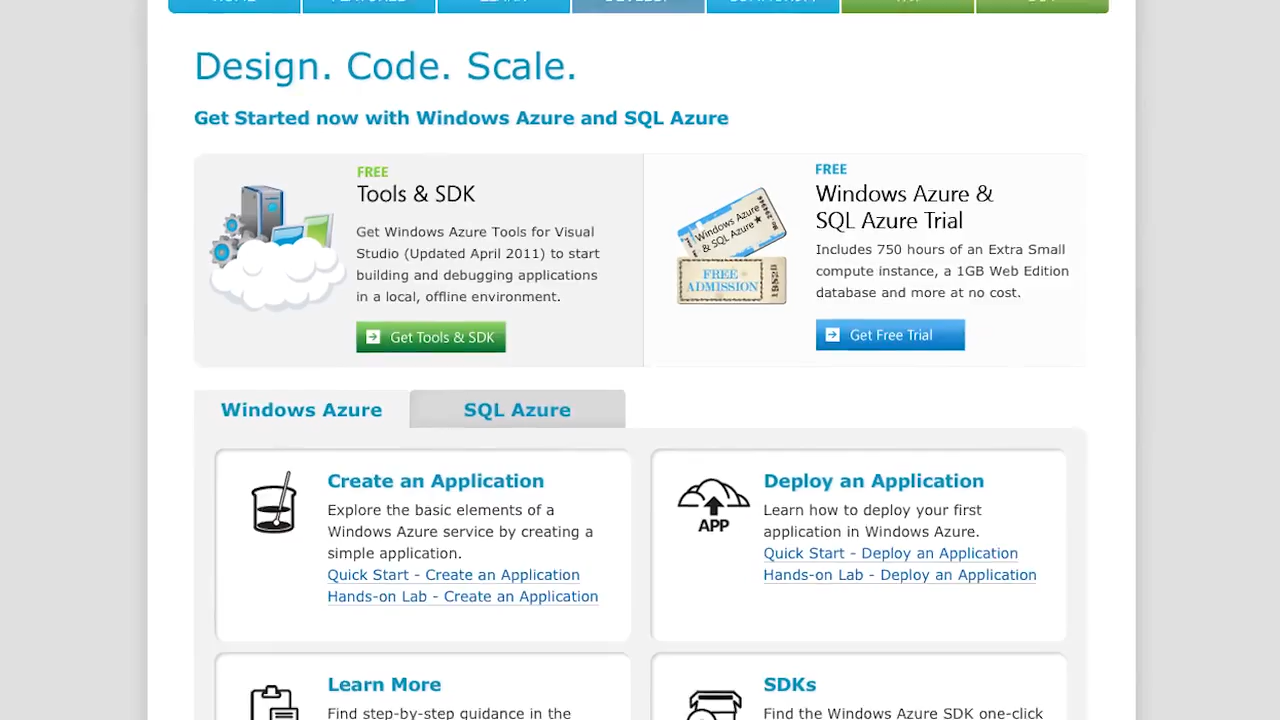 Design. Code. Scale.
Get Started now with Windows Azure and SQL Azure
FREE
Tools & SDK
Get Windows Azure Tools for Visual
Studio (Updated April 2011) to start
building and debugging applications
in a local, offline environment.
Get Tools & SDK
Windows Azure
& SQL Azure
FREE
ADMISSION
FREE
Windows Azure &
SQL Azure Trial
Includes 750 hours of an Extra Small
compute instance, a 1GB Web Edition
database and more at no cost.
Get Free Trial
Windows Azure
SQL Azure
Create an Application
Explore the basic elements of a
Windows Azure service by creating a
simple application.
Quick Start - Create an Application
Hands-on Lab - Create an Application
APP
Deploy an Application
Learn how to deploy your first
application in Windows Azure.
Quick Start - Deploy an Application
Hands-on Lab - Deploy an Application
Learn More
Find step-by-step guidance in the
SDKs
Find the Windows Azure SDK one-click